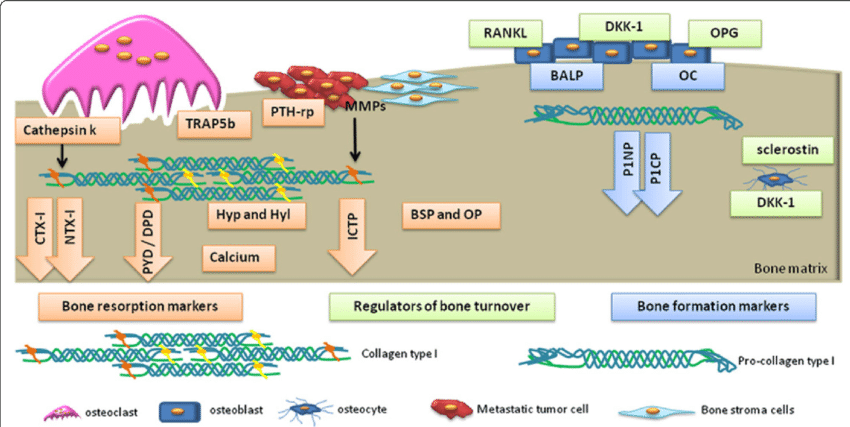 RANKL
DKK-1
OPG
BALP
OC
PTH-rp
MMPs
Cathepsin k
TRAP5b
P1NP
P1CP
sclerostin
DKK-1
CTX-I
NTX-I
PYD / DPD
Hyp and Hyl
ICTP
BSP and OP
Calcium
Bone matrix
Bone resorption markers
Regulators of bone turnover
Bone formation markers
Collagen type I
Pro-collagen type I
osteoclast
osteoblast
osteocyte
Metastatic tumor cell
Bone stroma cells